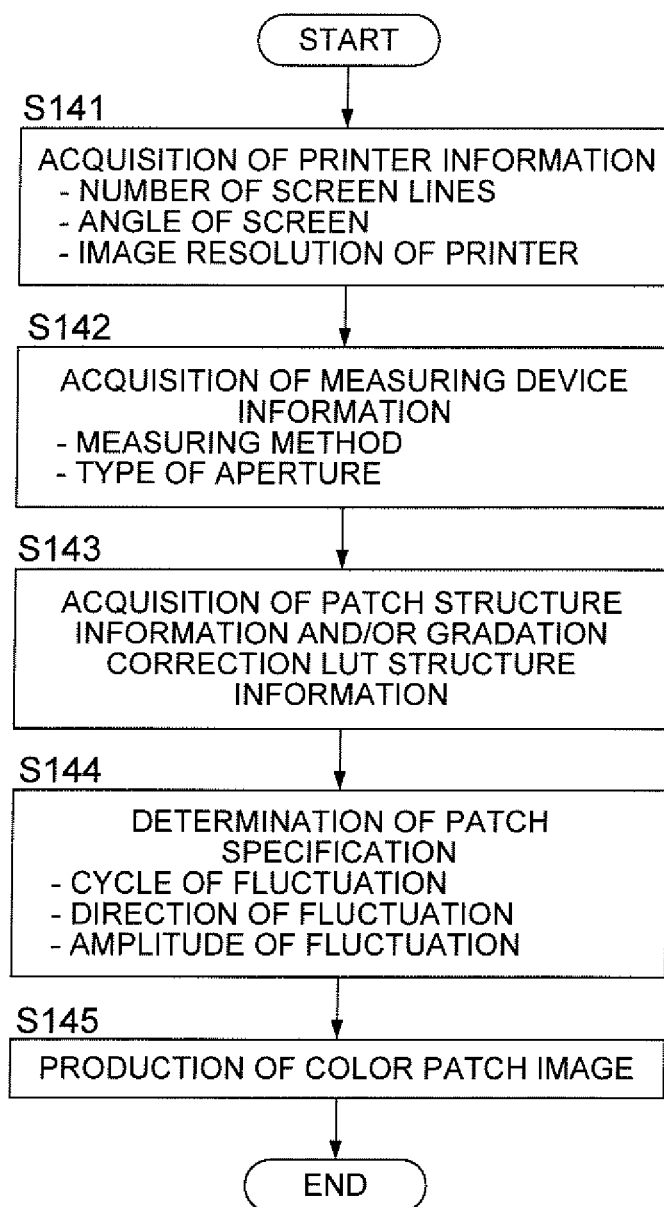 START
S141
ACQUISITION OF PRINTER INFORMATION
- NUMBER OF SCREEN LINES
- ANGLE OF SCREEN
- IMAGE RESOLUTION OF PRINTER
S142
ACQUISITION OF MEASURING DEVICE
INFORMATION
- MEASURING METHOD
- TYPE OF APERTURE
S143
ACQUISITION OF PATCH STRUCTURE
INFORMATION AND/OR GRADATION
CORRECTION LUT STRUCTURE
INFORMATION
S144
DETERMINATION OF PATCH
SPECIFICATION
- CYCLE OF FLUCTUATION
- DIRECTION OF FLUCTUATION
- AMPLITUDE OF FLUCTUATION
S145
PRODUCTION OF COLOR PATCH IMAGE
END